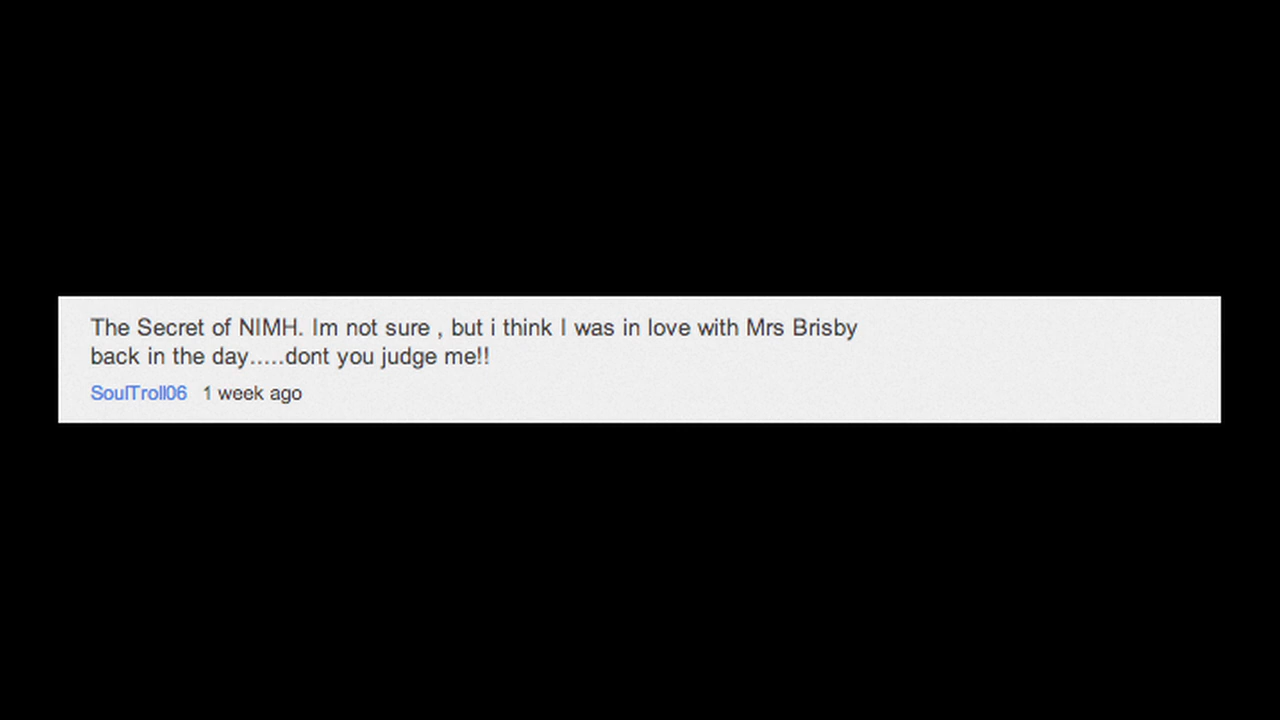 The Secret of NIMH. Im not sure , but i think I was in love with Mrs Brisby
back in the day.....dont you judge me!!
SoulTroll06 1 week ago